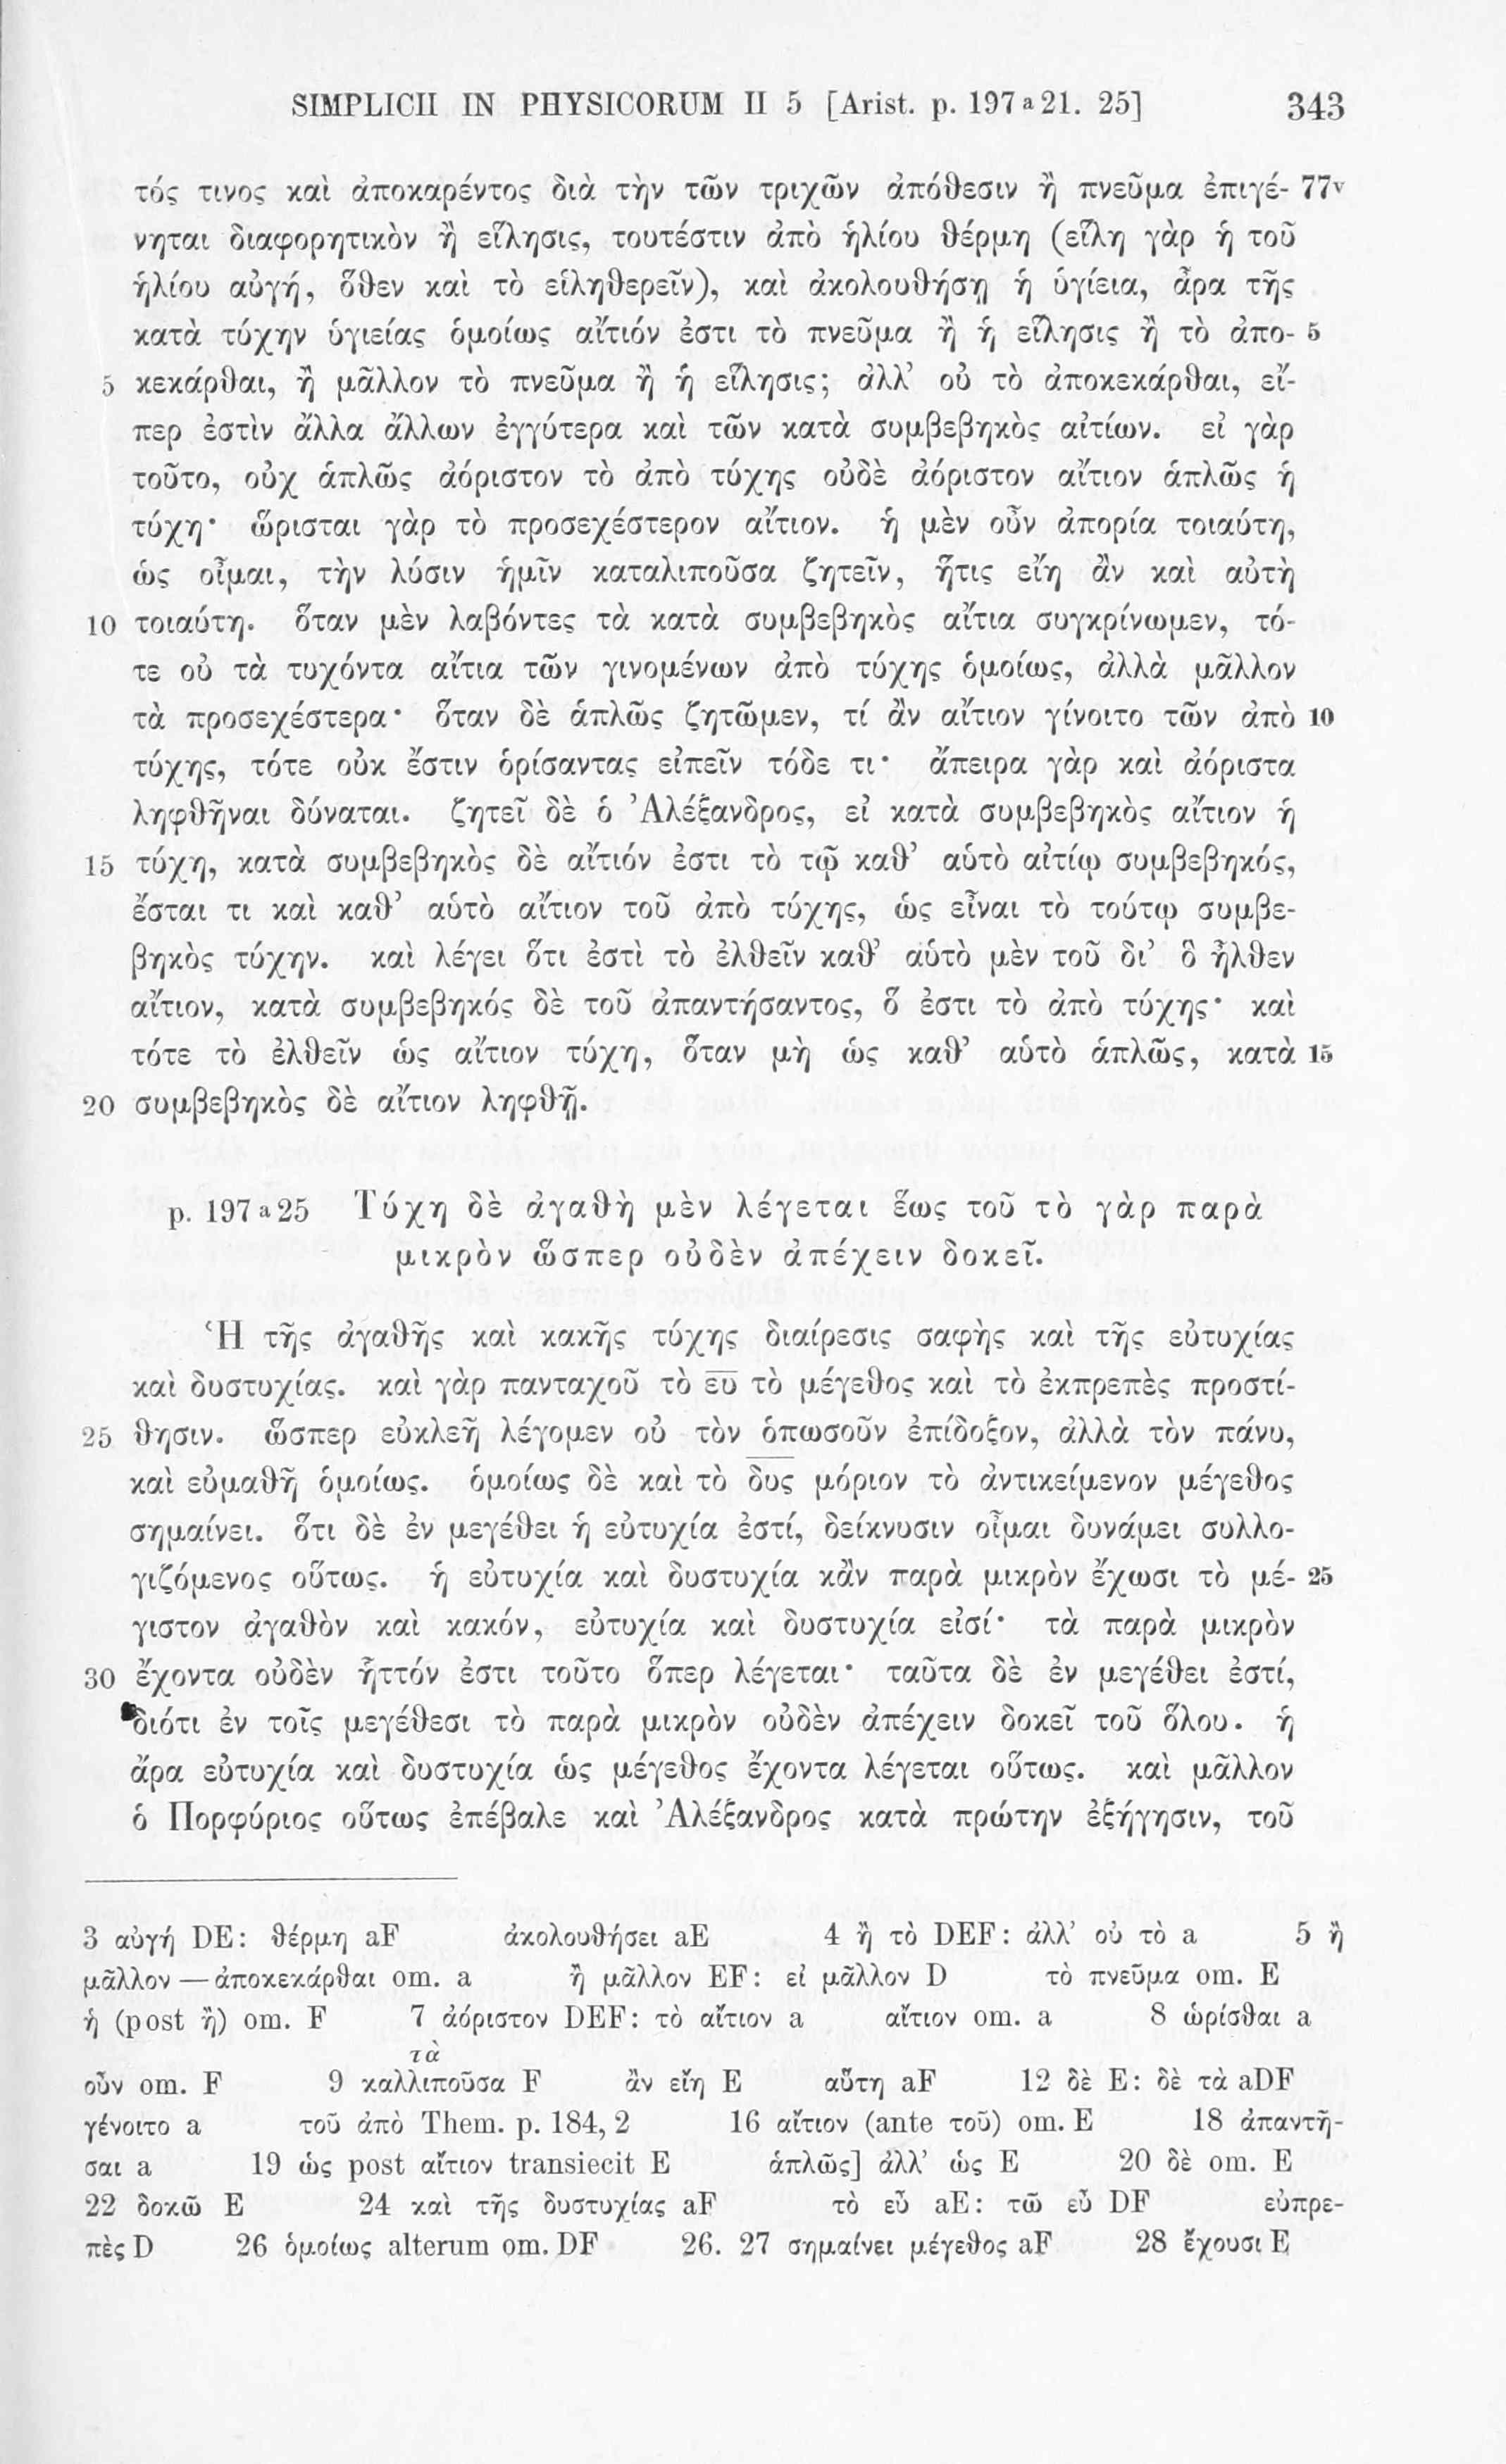 SIMPLICII IN PHYSICORUM II 5 [Arist. p. 197 a 21. 25] 343
τός τινος καὶ ἀποκαρέντος διὰ τὴν τῶν τριχῶν ἀπόθεσιν ἢ πνεῦμα ἐπιγέ- 77v
νηται διαφορητικὸν ἢ εἵλησις, τουτέστιν ἀπὸ ἡλίου θέρμη (εἵλη γὰρ ἡ τοῦ
ἡλίου αὐγή, ὅθεν καὶ τὸ εἱληθερεῖν), καὶ ἀκολουθήσῃ ἡ ὑγίεια, ἆρα τῆς
κατὰ τύχην ὑγιείας ὁμοίως αἴτιόν ἐστι τὸ πνεῦμα ἢ ἡ εἵλησις ἢ τὸ ἀπο- 5
5 κεκάρθαι, ἢ μᾶλλον τὸ πνεῦμα ἢ ἡ εἵλησις; ἀλλ’ οὐ τὸ ἀποκεκάρθαι, εἴ-
περ ἐστὶν ἄλλα ἄλλων ἐγγύτερα καὶ τῶν κατὰ συμβεβηκὸς αἰτίων. εἰ γὰρ
τοῦτο, οὐχ ἁπλῶς ἀόριστον τὸ ἀπὸ τύχης οὐδὲ ἀόριστον αἴτιον ἁπλῶς ἡ
τύχη· ὥρισται γὰρ τὸ προσεχέστερον αἴτιον. ἡ μὲν οὖν ἀπορία τοιαύτη,
ὡς οἶμαι, τὴν λύσιν ἡμῖν καταλιποῦσα ζητεῖν, ἥτις εἴη ἂν καὶ αὐτὴ
10 τοιαύτη. ὅταν μὲν λαβόντες τὰ κατὰ συμβεβηκὸς αἴτια συγκρίνωμεν, τό-
τε οὐ τὰ τυχόντα αἴτια τῶν γινομένων ἀπὸ τύχης ὁμοίως, ἀλλὰ μᾶλλον
τὰ προσεχέστερα· ὅταν δὲ ἁπλῶς ζητῶμεν, τί ἂν αἴτιον γίνοιτο τῶν ἀπὸ 10
τύχης, τότε οὐκ ἔστιν ὁρίσαντας εἰπεῖν τόδε τι· ἄπειρα γὰρ καὶ ἀόριστα
ληφθῆναι δύναται. ζητεῖ δὲ ὁ Ἀλέξανδρος, εἰ κατὰ συμβεβηκὸς αἴτιον ἡ
15 τύχη, κατὰ συμβεβηκὸς δὲ αἴτιόν ἐστι τὸ τῷ καθ’ αὑτὸ αἰτίῳ συμβεβηκός,
ἔσται τι καὶ καθ’ αὑτὸ αἴτιον τοῦ ἀπὸ τύχης, ὡς εἶναι τὸ τούτῳ συμβε-
βηκὸς τύχην. καὶ λέγει ὅτι ἐστὶ τὸ ἐλθεῖν καθ’ αὑτὸ μὲν τοῦ δι’ ὃ ἦλθεν
αἴτιον, κατὰ συμβεβηκός δὲ τοῦ ἀπαντήσαντος, ὅ ἐστι τὸ ἀπὸ τύχης· καὶ
τότε τὸ ἐλθεῖν ὡς αἴτιον τύχη, ὅταν μὴ ὡς καθ’ αὑτὸ ἁπλῶς, κατὰ 15
20 συμβεβηκὸς δὲ αἴτιον ληφθῇ.
p. 197 a 25 Τύχη δὲ ἀγαθὴ μὲν λέγεται ἕως τοῦ τὸ γὰρ παρὰ
μικρὸν ὥσπερ οὐδὲν ἀπέχειν δοκεῖ.
Ἡ τῆς ἀγαθῆς καὶ κακῆς τύχης διαίρεσις σαφὴς καὶ τῆς εὐτυχίας
καὶ δυστυχίας. καὶ γὰρ πανταχοῦ τὸ ευ τὸ μέγεθος καὶ τὸ ἐκπρεπὲς προστί-
25 θησιν. ὥσπερ εὐκλεῆ λέγομεν οὐ τὸν ὁπωσοῦν ἐπίδοξον, ἀλλὰ τὸν πάνυ,
καὶ εὐμαθῆ ὁμοίως. ὁμοίως δὲ καὶ τὸ δυς μόριον τὸ ἀντικείμενον μέγεθος
σημαίνει. ὅτι δὲ ἐν μεγέθει ἡ εὐτυχία ἐστί, δείκνυσιν οἶμαι δυνάμει συλλο-
γιζόμενος οὕτως. ἡ εὐτυχία καὶ δυστυχία κἂν παρὰ μικρὸν ἔχωσι τὸ μέ- 25
γιστον ἀγαθὸν καὶ κακόν, εὐτυχία καὶ δυστυχία εἰσί· τὰ παρὰ μικρὸν
30 ἔχοντα οὐδὲν ἧττόν ἐστι τοῦτο ὅπερ λέγεται· ταῦτα δὲ ἐν μεγέθει ἐστί,
διότι ἐν τοῖς μεγέθεσι τὸ παρὰ μικρὸν οὐδὲν ἀπέχειν δοκεῖ τοῦ ὅλου. ἡ
ἄρα εὐτυχία καὶ δυστυχία ὡς μέγεθος ἔχοντα λέγεται οὕτως. καὶ μᾶλλον
ὁ Πορφύριος οὕτως ἐπέβαλε καὶ Ἀλέξανδρος κατὰ πρώτην ἐξήγησιν, τοῦ
3 αὐγή DE: θέρμη aF ἀκολουθήσει aE 4 ἢ τὸ DEF: ἀλλ’ οὐ τὸ a 5 ἢ
μᾶλλον — ἀποκεκάρθαι om. a ἢ μᾶλλον EF: εἰ μᾶλλον D τὸ πνεῦμα om. E
ἡ (post ἢ) om. F 7 ἀόριστον DEF: τὸ αἴτιον a αἴτιον om. a 8 ὡρίσθαι a
τὰ
οὖν om. F 9 καλλιποῦσα F ἂν εἴη E αὕτη aF 12 δὲ E: δὲ τὰ aDF
γένοιτο a τοῦ ἀπὸ Them. p. 184, 2 16 αἴτιον (ante τοῦ) om. E 18 ἀπαντῆ-
σαι a 19 ὡς post αἴτιον transiecit E ἁπλῶς] ἀλλ’ ὡς E 20 δὲ om. E
22 δοκῶ E 24 καὶ τῆς δυστυχίας aF τὸ εὖ aE: τῶ εὖ DF εὐπρε-
πὲς D 26 ὁμοίως alterum om. DF 26. 27 σημαίνει μέγεθος aF 28 ἔχουσι E